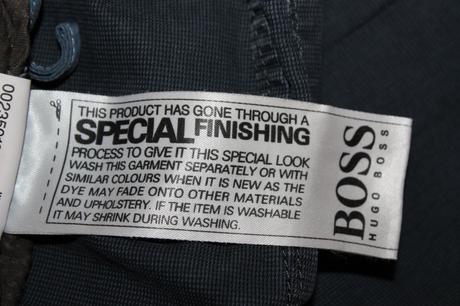 THIS PRODUCT HAS GONE THROUGH A
SPECIAL FINISHING
PROCESS TO GIVE IT THIS SPECIAL LOOK
WASH THIS GARMENT SEPARATELY OR WITH
SIMILAR COLOURS WHEN IT IS NEW AS THE
DYE MAY FADE ONTO OTHER MATERIALS
AND UPHOLSTERY. IF THE ITEM IS WASHABLE
IT MAY SHRINK DURING WASHING.
BOSS
HUGO BOSS